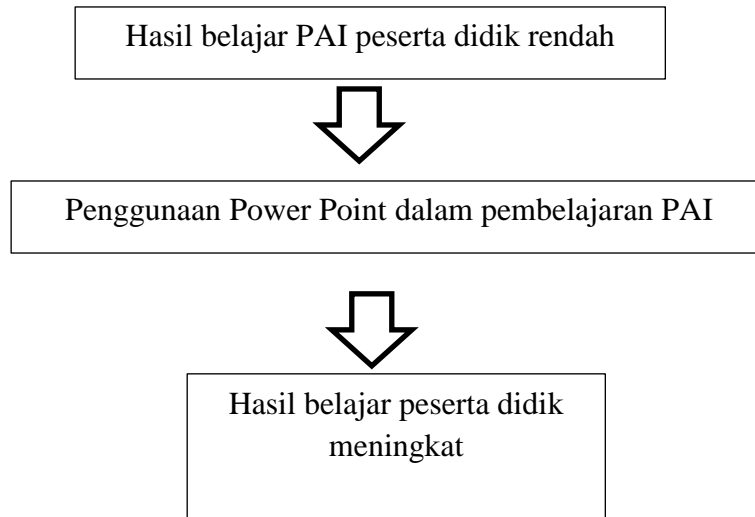 Hasil belajar PAI peserta didik rendah
Penggunaan Power Point dalam pembelajaran PAI
Hasil belajar peserta didik
meningkat